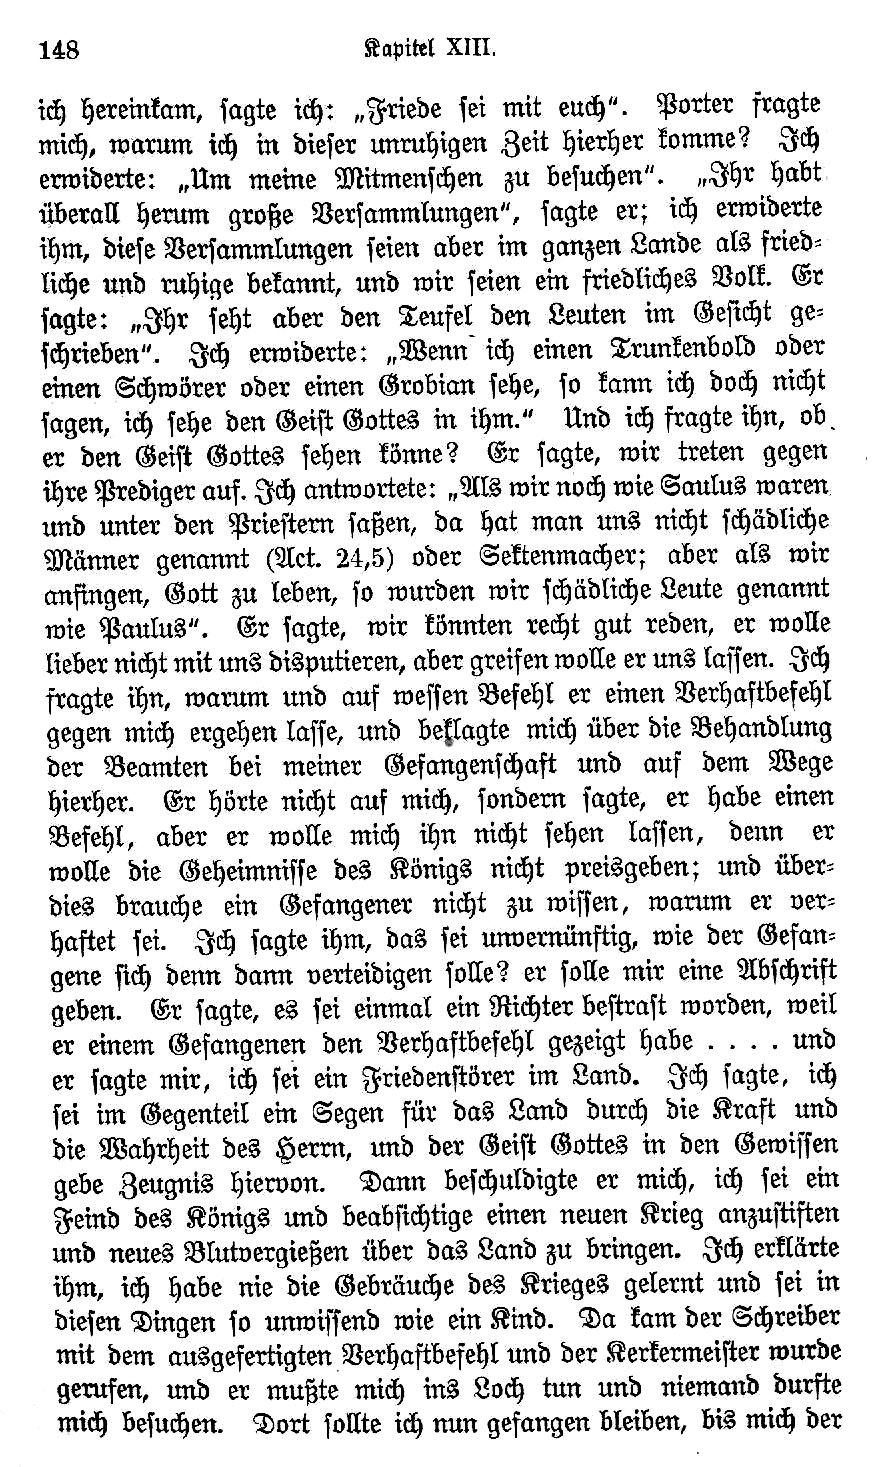 148 Kapitel XIII.
ich hereinkam, sagte ich: „Friede sei mit euch“. Porter fragte
mich, warum ich in dieser unruhigen Zeit hierher komme? Ich
erwiderte: „Um meine Mitmenschen zu besuchen“. „Ihr habt
überall herum große Versammlungen“, sagte er; ich erwiderte
ihm, diese Versammlungen seien aber im ganzen Lande als fried-
liche und ruhige bekannt, und wir seien ein friedliches Volk. Er
sagte: „Ihr seht aber den Teufel den Leuten im Gesicht ge-
schrieben“. Ich erwiderte: „Wenn ich einen Trunkenbold oder
einen Schwörer oder einen Grobian sehe, so kann ich doch nicht
sagen, ich sehe den Geist Gottes in ihm.“ Und ich fragte ihn, ob
er den Geist Gottes sehen könne? Er sagte, wir treten gegen
ihre Prediger auf. Ich antwortete: „Als wir noch wie Saulus waren
und unter den Priestern saßen, da hat man uns nicht schädliche
Männer genannt (Act. 24,5) oder Sektenmacher; aber als wir
anfingen, Gott zu leben, so wurden wir schädliche Leute genannt
wie Paulus“. Er sagte, wir könnten recht gut reden, er wolle
lieber nicht mit uns disputieren, aber greifen wolle er uns lassen. Ich
fragte ihn, warum und auf wessen Befehl er einen Verhaftbefehl
gegen mich ergehen lasse, und beklagte mich über die Behandlung
der Beamten bei meiner Gefangenschaft und auf dem Wege
hierher. Er hörte nicht auf mich, sondern sagte, er habe einen
Befehl, aber er wolle mich ihn nicht sehen lassen, denn er
wolle die Geheimnisse des Königs nicht preisgeben; und über-
dies brauche ein Gefangener nicht zu wissen, warum er ver-
haftet sei. Ich sagte ihm, das sei unvernünftig, wie der Gefan-
gene sich denn dann verteidigen solle? er solle mir eine Abschrift
geben. Er sagte, es sei einmal ein Richter bestraft worden, weil
er einem Gefangenen den Verhaftbefehl gezeigt habe . . . . und
er sagte mir, ich sei ein Friedenstörer im Land. Ich sagte, ich
sei im Gegenteil ein Segen für das Land durch die Kraft und
die Wahrheit des Herrn, und der Geist Gottes in den Gewissen
gebe Zeugnis hiervon. Dann beschuldigte er mich, ich sei ein
Feind des Königs und beabsichtige einen neuen Krieg anzustiften
und neues Blutvergießen über das Land zu bringen. Ich erklärte
ihm, ich habe nie die Gebräuche des Krieges gelernt und sei in
diesen Dingen so unwissend wie ein Kind. Da kam der Schreiber
mit dem ausgefertigten Verhaftbefehl und der Kerkermeister wurde
gerufen, und er mußte mich ins Loch tun und niemand durfte
mich besuchen. Dort sollte ich nun gefangen bleiben, bis mich der